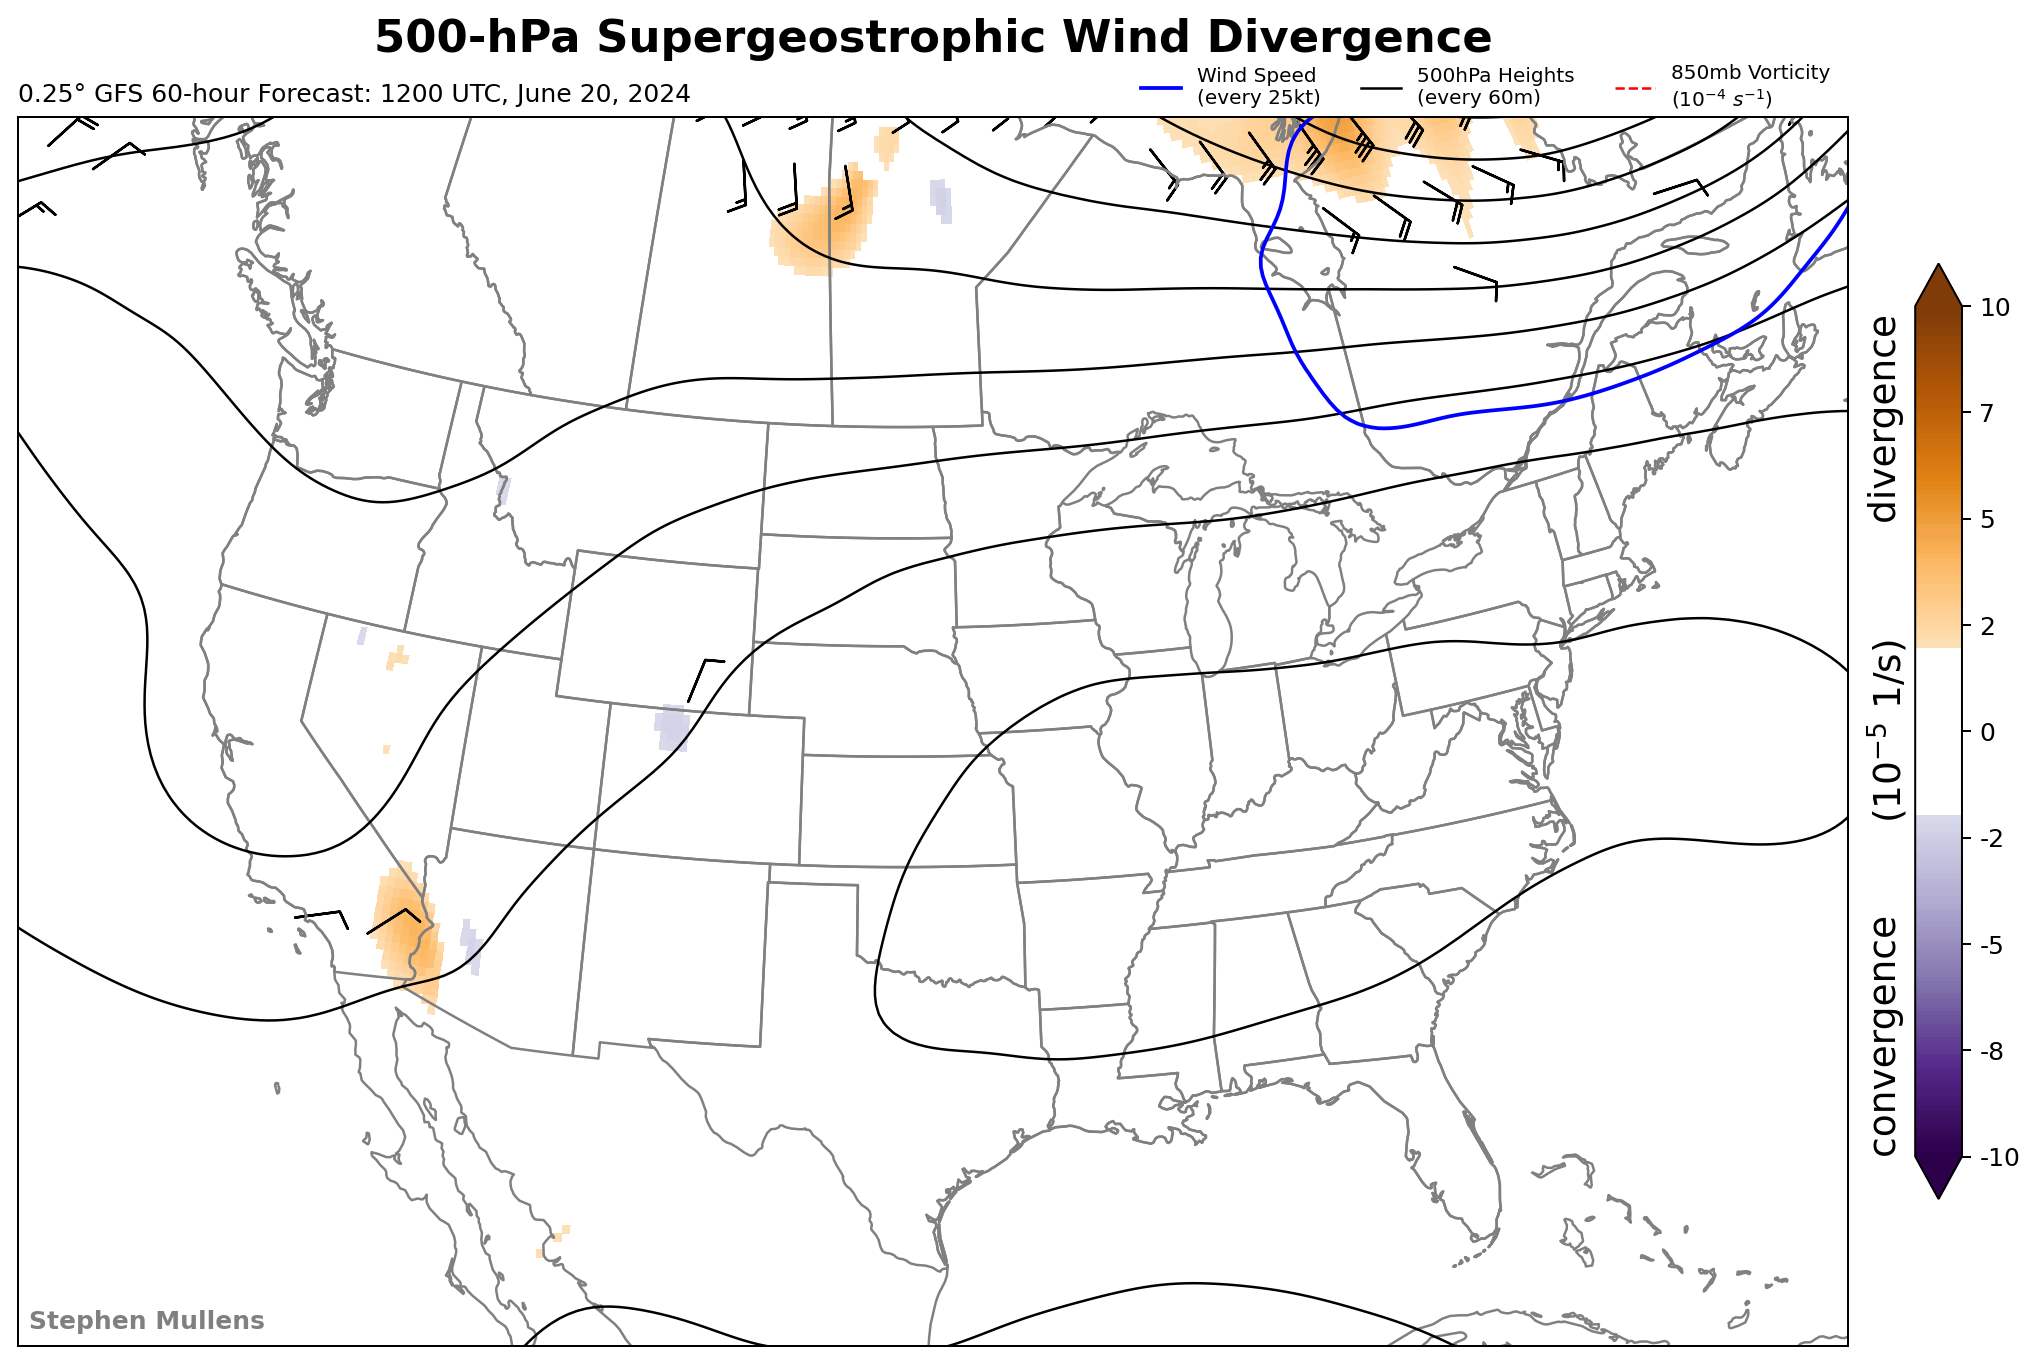 500-hPa Supergeostrophic Wind Divergence
0.25° GFS 60-hour Forecast: 1200 UTC, June 20, 2024
Wind Speed
(every 25kt)
500hPa Heights
(every 60m)
850mb Vorticity
(10⁻⁴ s⁻¹)
10
7
5
2
0
-2
-5
-8
-10
convergence (10⁻⁵ 1/s) divergence
Stephen Mullens